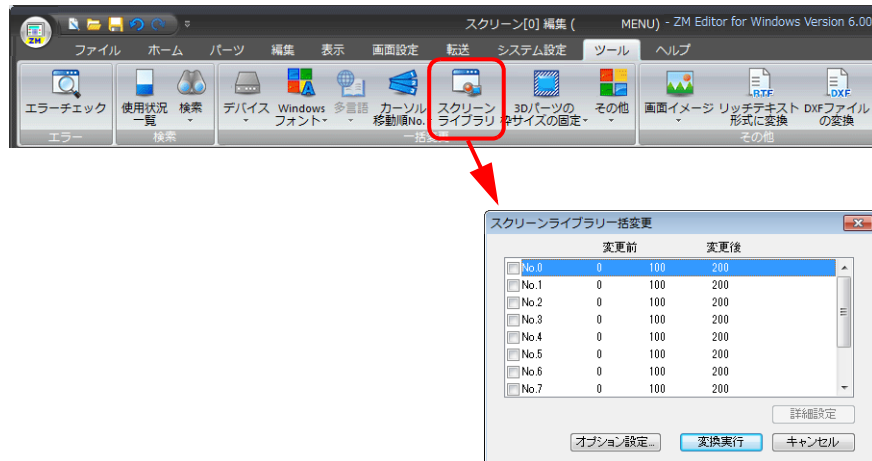 スクリーン[0] 編集 ( MENU) - ZM Editor for Windows Version 6.00
ZM
ファイル ホーム パーツ 編集 表示 画面設定 転送 システム設定 ツール ヘルプ
エラーチェック 使用状況一覧 検索 デバイス Windowsフォント 多言語 カーソル移動順No. スクリーンライブラリ 3Dパーツの枠サイズの固定 その他 画面イメージ リッチテキスト形式に変換 DXFファイルの変換
RTF DXF
エラー 検索 一括変更 その他
スクリーンライブラリ一括変更
変更前 変更後
No.0 0 100 200
No.1 0 100 200
No.2 0 100 200
No.3 0 100 200
No.4 0 100 200
No.5 0 100 200
No.6 0 100 200
No.7 0 100 200
詳細設定
オプション設定... 変換実行 キャンセル